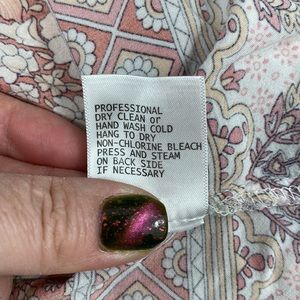 PROFESSIONAL
DRY CLEAN or
HAND WASH COLD
HANG TO DRY
NON-CHLORINE BLEACH
PRESS AND STEAM
ON BACK SIDE
IF NECESSARY